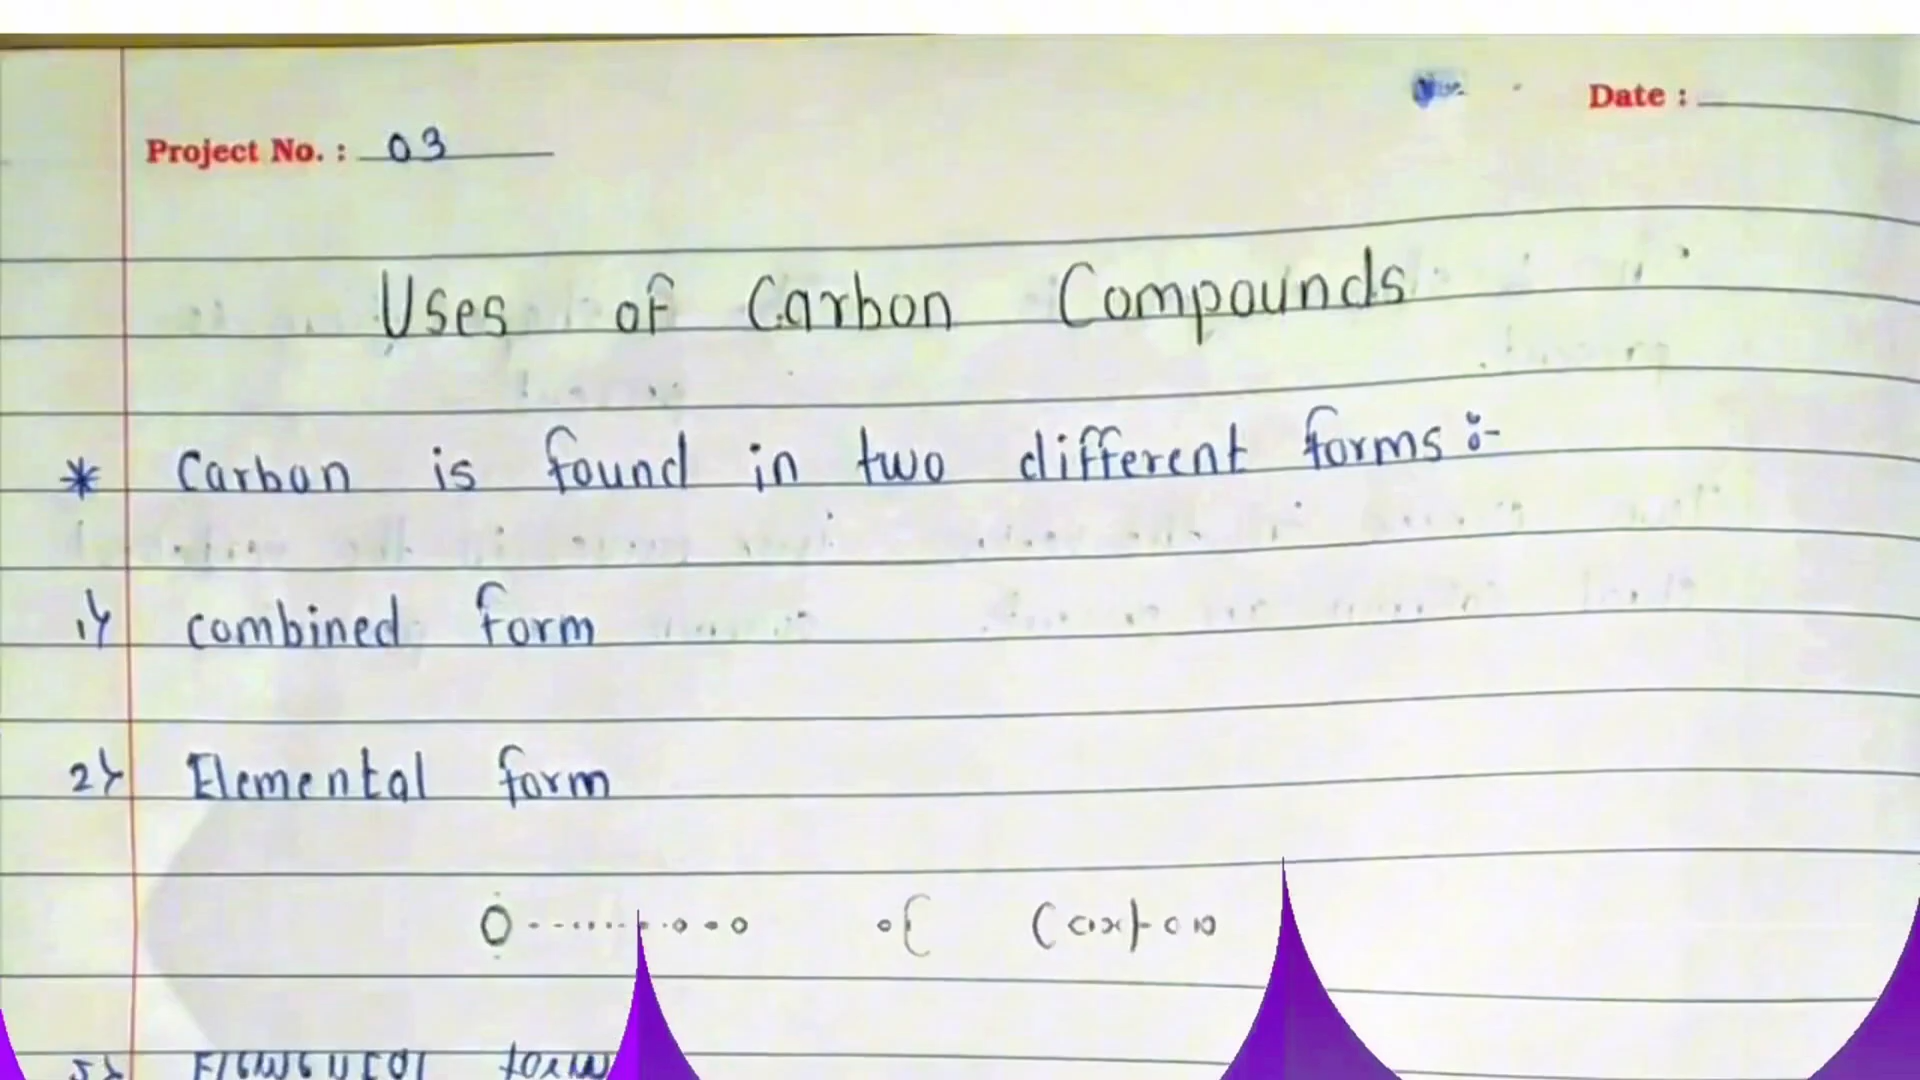 Date :
Project No. : 03
Uses of Carbon Compounds
* Carbon is found in two different forms :-
1) combined form
2) Elemental form